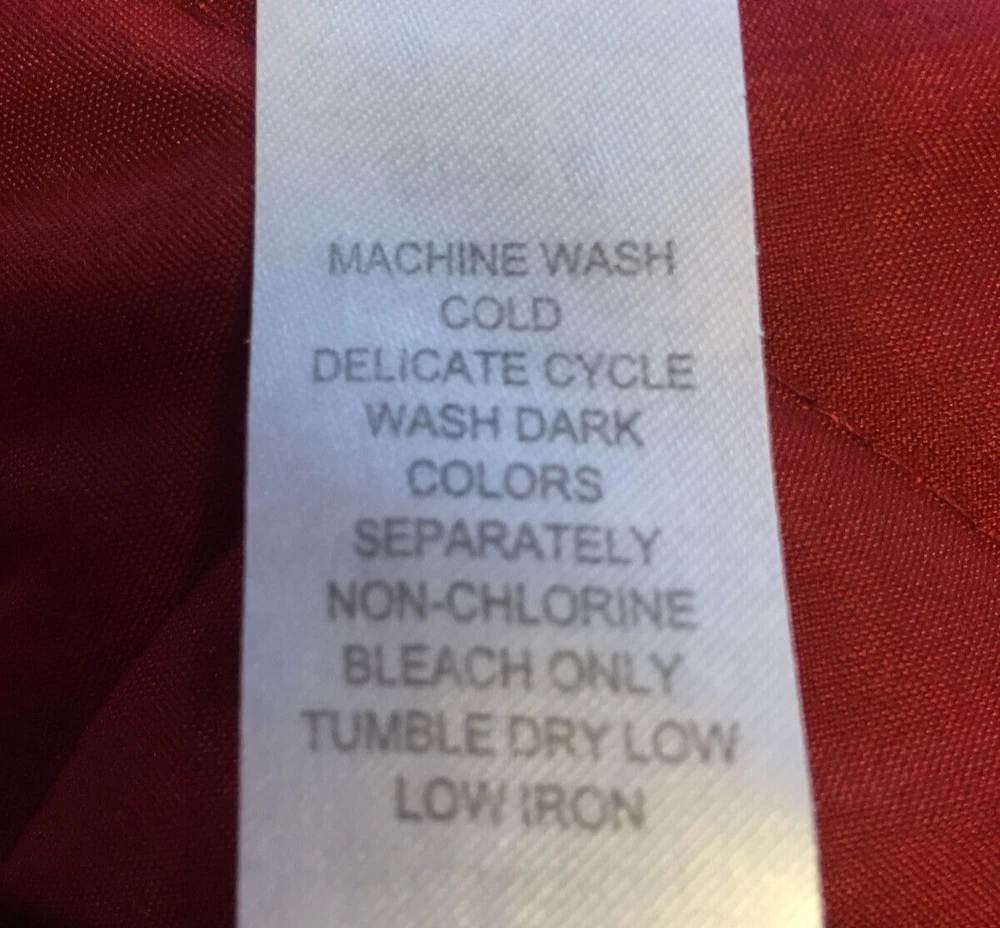 MACHINE WASH
COLD
DELICATE CYCLE
WASH DARK
COLORS
SEPARATELY
NON-CHLORINE
BLEACH ONLY
TUMBLE DRY LOW
LOW IRON